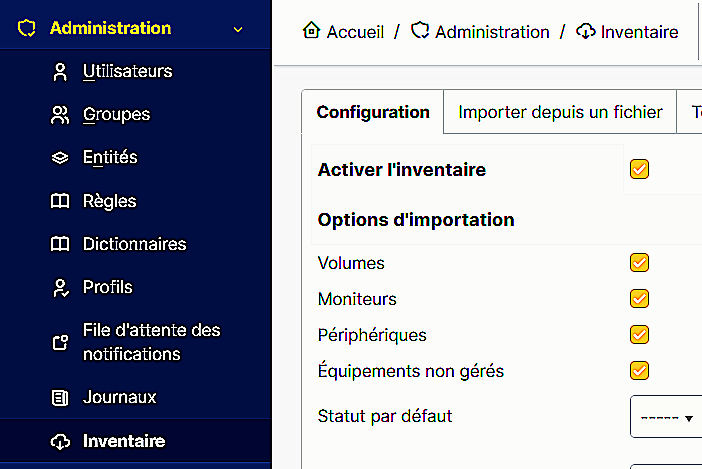 Administration
Utilisateurs
Groupes
Entités
Règles
Dictionnaires
Profils
File d'attente des
notifications
Journaux
Inventaire
Accueil / Administration / Inventaire
Configuration
Importer depuis un fichier
Activer l'inventaire
Options d'importation
Volumes
Moniteurs
Périphériques
Équipements non gérés
Statut par défaut
-----